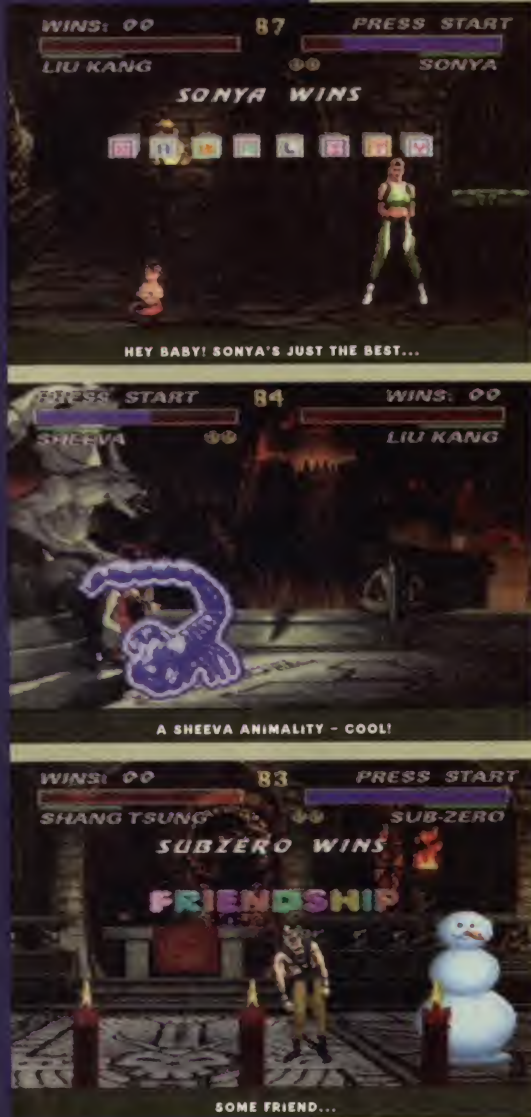 WINS: 00 87 PRESS START
LIU KANG SONYA
SONYA WINS
BABALITY
HEY BABY! SONYA'S JUST THE BEST...
PRESS START 84 WINS: 00
SHEEVA LIU KANG
A SHEEVA ANIMALITY - COOL!
WINS: 00 83 PRESS START
SHANG TSUNG SUB-ZERO
SUBZERO WINS
FRIENDSHIP
SOME FRIEND...